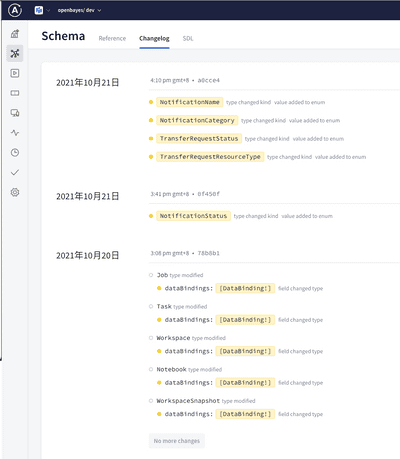 openbayes/ dev
Schema Reference Changelog SDL
2021年10月21日 4:10 pm gmt+8 • a8cce4
NotificationName type changed kind value added to enum
NotificationCategory type changed kind value added to enum
TransferRequestStatus type changed kind value added to enum
TransferRequestResourceType type changed kind value added to enum
2021年10月21日 3:41 pm gmt+8 • 0f450f
NotificationStatus type changed kind value added to enum
2021年10月20日 3:08 pm gmt+8 • 78b8b1
Job type modified
dataBindings: [DataBinding!] field changed type
Task type modified
dataBindings: [DataBinding!] field changed type
Workspace type modified
dataBindings: [DataBinding!] field changed type
Notebook type modified
dataBindings: [DataBinding!] field changed type
WorkspaceSnapshot type modified
dataBindings: [DataBinding!] field changed type
No more changes